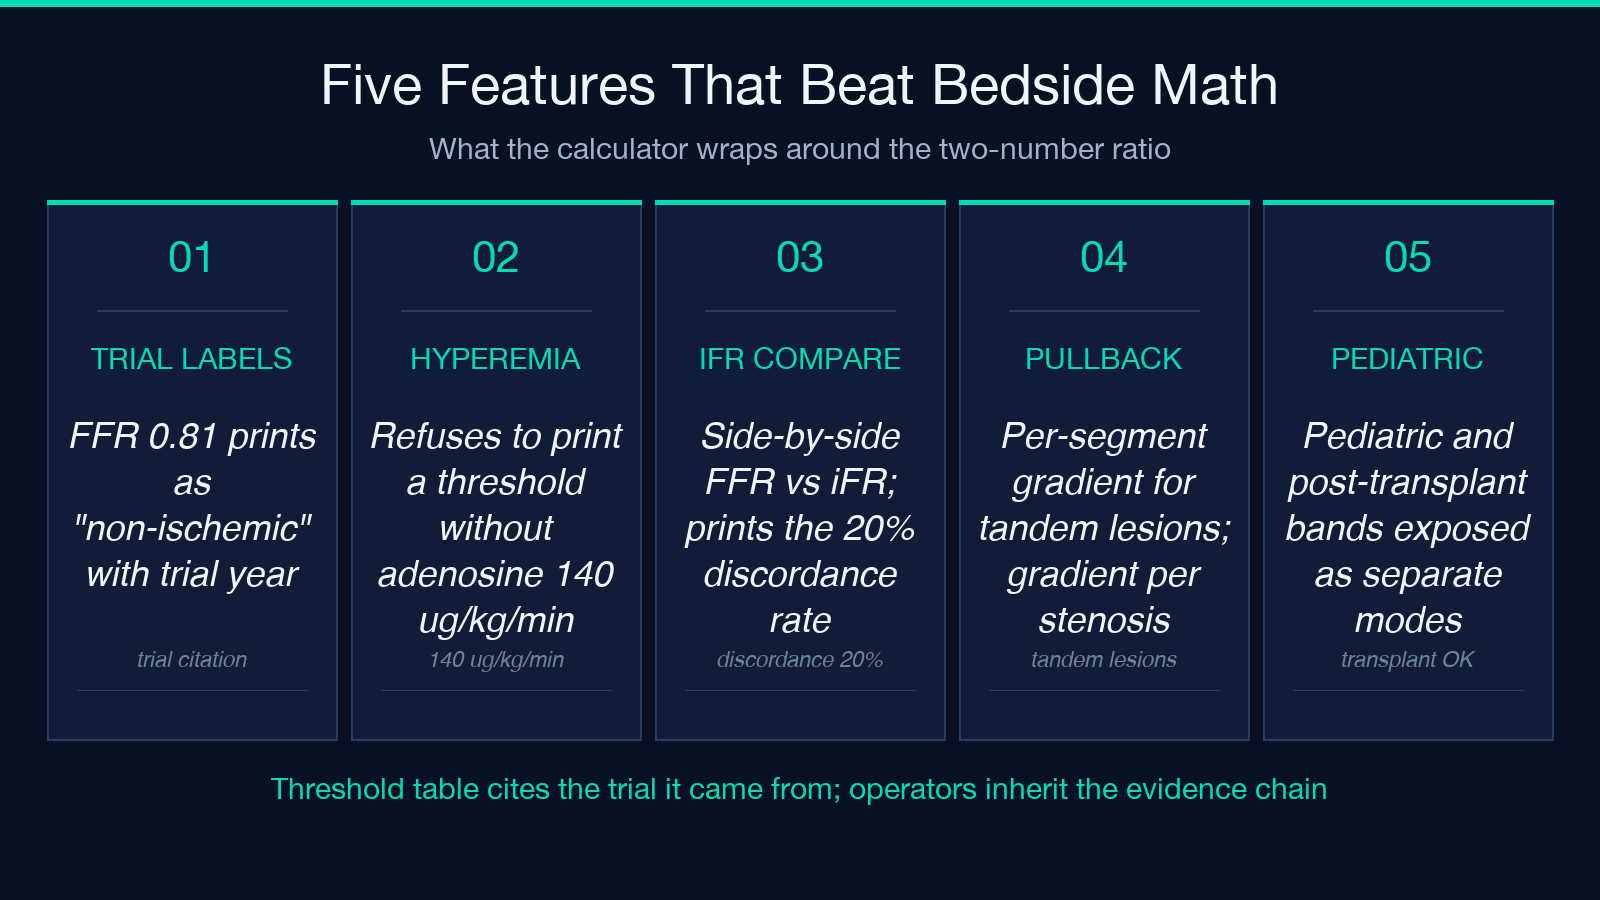 Five Features That Beat Bedside Math
What the calculator wraps around the two-number ratio
01
TRIAL LABELS
FFR 0.81 prints
as
"non-ischemic"
with trial year
trial citation
02
HYPEREMIA
Refuses to print
a threshold
without
adenosine 140
ug/kg/min
140 ug/kg/min
03
IFR COMPARE
Side-by-side
FFR vs iFR;
prints the 20%
discordance
rate
discordance 20%
04
PULLBACK
Per-segment
gradient for
tandem lesions;
gradient per
stenosis
tandem lesions
05
PEDIATRIC
Pediatric and
post-transplant
bands exposed
as separate
modes
transplant OK
Threshold table cites the trial it came from; operators inherit the evidence chain